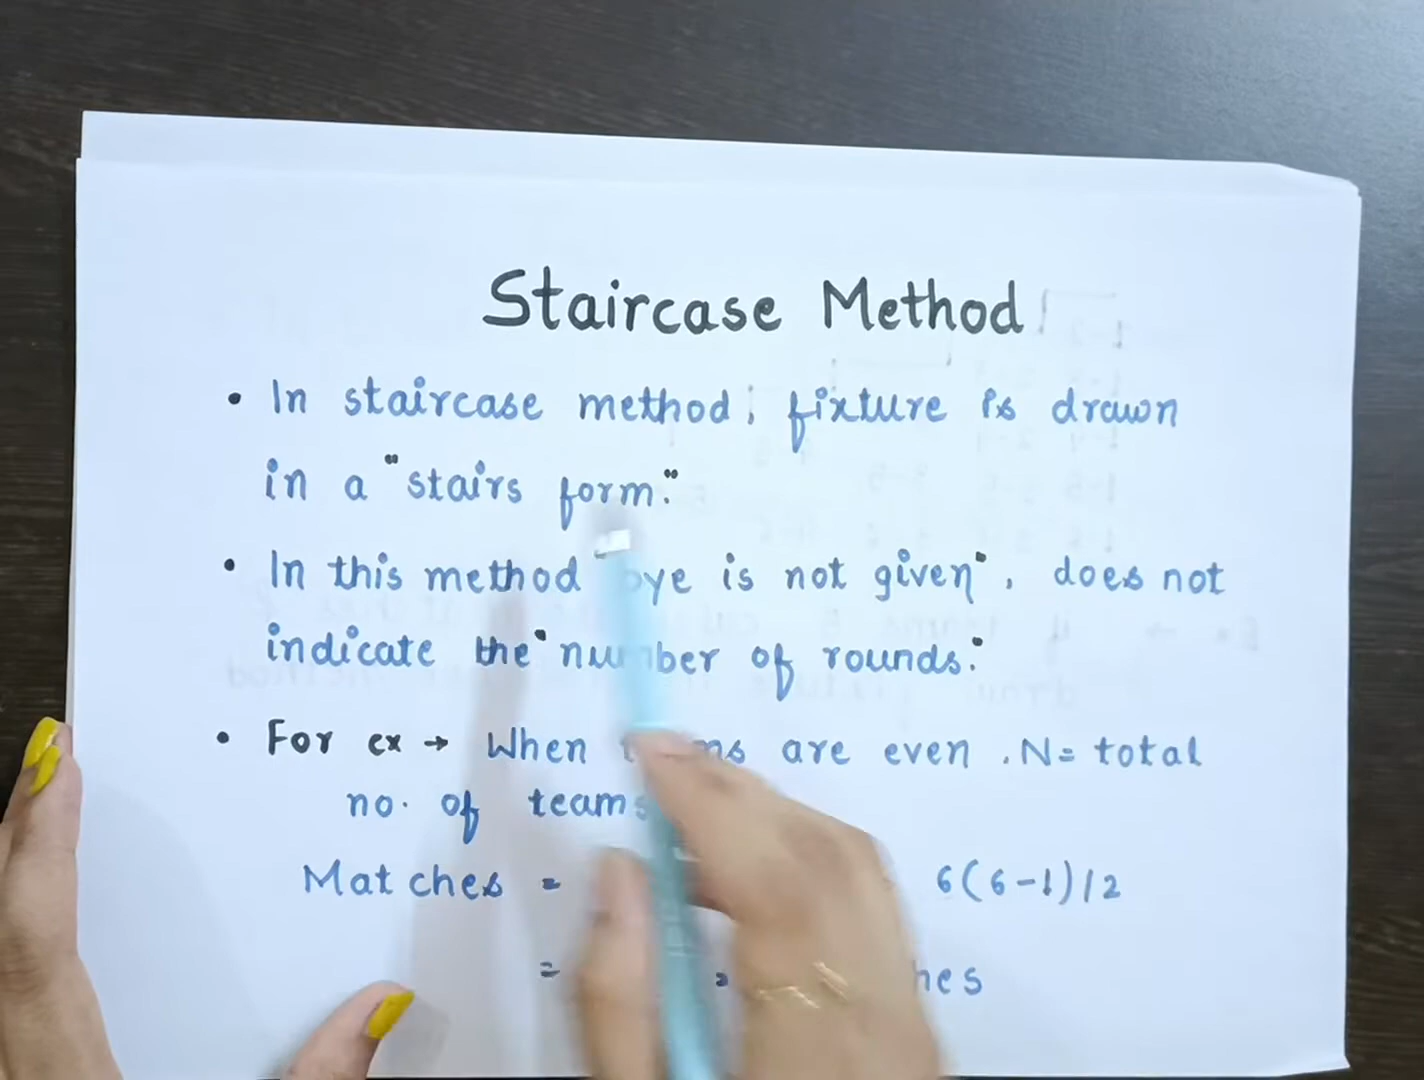 Staircase Method
• In staircase method, fixture is drawn
in a "stairs form."
• In this method "bye is not given", does not
indicate the "number of rounds."
• For ex → When are even. N= total
no. of teams
Matches = 6(6-1)/2
=